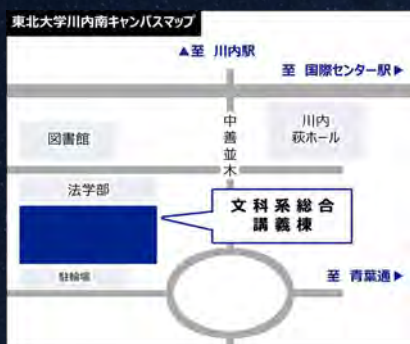 東北大学川内南キャンパスマップ
▲至 川内駅
至 国際センター駅▶
中善並木
川内
萩ホール
図書館
法学部
文科系総合
講義棟
駐輪場
至 青葉通▶